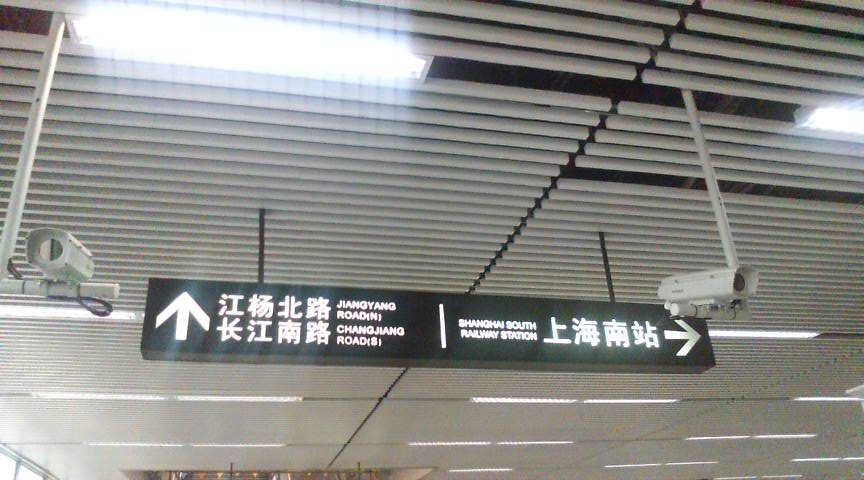 江杨北路 JIANGYANG ROAD(N)
长江南路 CHANGJIANG ROAD(S)
SHANGHAI SOUTH RAILWAY STATION 上海南站